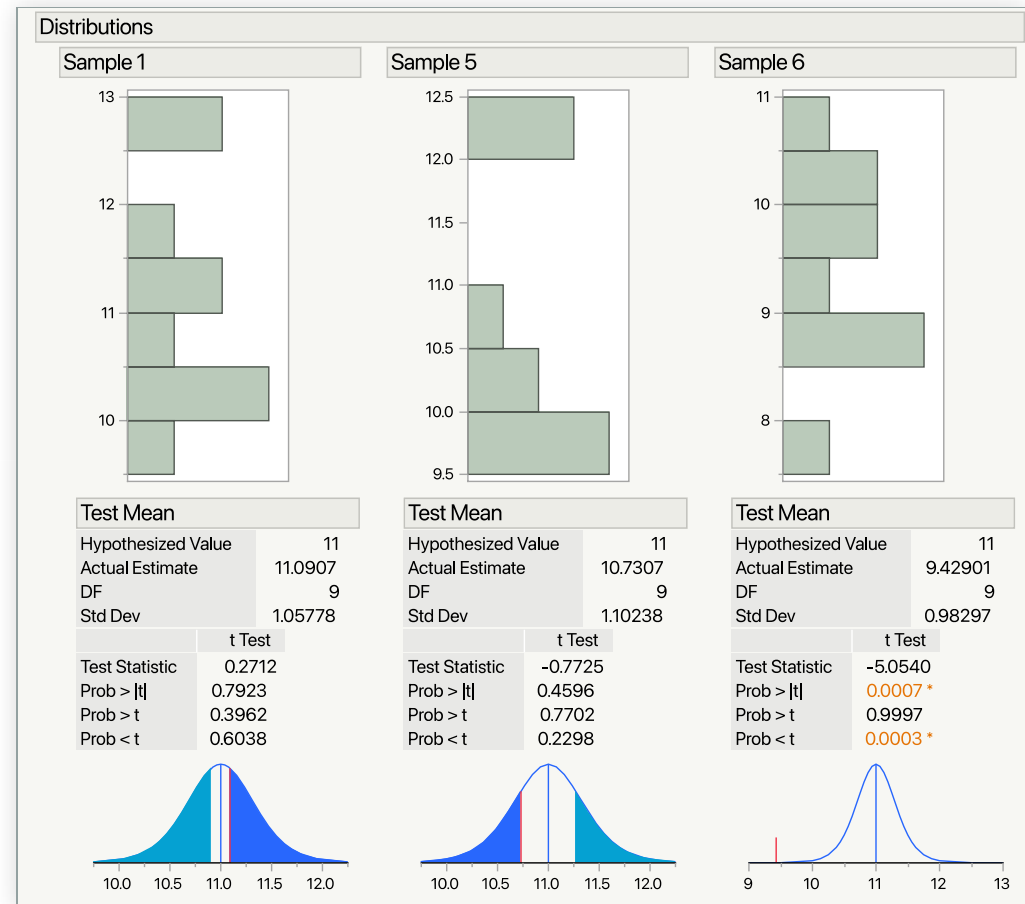 Distributions
Sample 1
13
12
11
10
Test Mean
Hypothesized Value 11
Actual Estimate 11.0907
DF 9
Std Dev 1.05778
t Test
Test Statistic 0.2712
Prob > |t| 0.7923
Prob > t 0.3962
Prob < t 0.6038
10.0 10.5 11.0 11.5 12.0
Sample 5
12.5
12.0
11.5
11.0
10.5
10.0
9.5
Test Mean
Hypothesized Value 11
Actual Estimate 10.7307
DF 9
Std Dev 1.10238
t Test
Test Statistic -0.7725
Prob > |t| 0.4596
Prob > t 0.7702
Prob < t 0.2298
10.0 10.5 11.0 11.5 12.0
Sample 6
11
10
9
8
Test Mean
Hypothesized Value 11
Actual Estimate 9.42901
DF 9
Std Dev 0.98297
t Test
Test Statistic -5.0540
Prob > |t| 0.0007 *
Prob > t 0.9997
Prob < t 0.0003 *
9 10 11 12 13